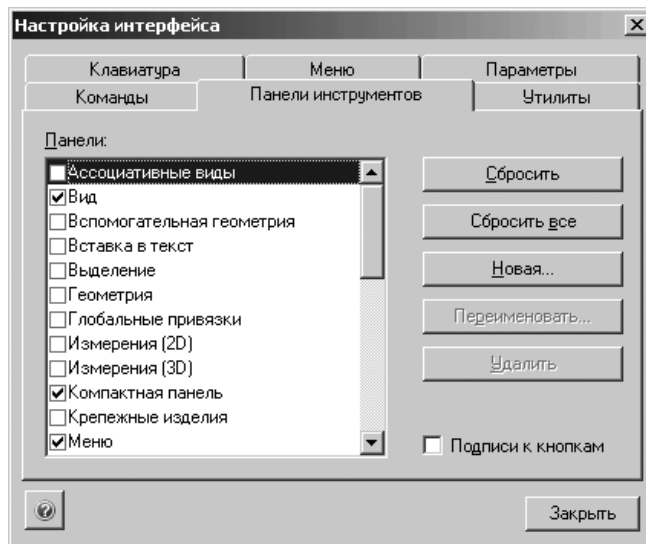 Настройка интерфейса
Клавиатура
Меню
Параметры
Команды
Панели инструментов
Утилиты
Панели:
Ассоциативные виды
Вид
Вспомогательная геометрия
Вставка в текст
Выделение
Геометрия
Глобальные привязки
Измерения (2D)
Измерения (3D)
Компактная панель
Крепежные изделия
Меню
Сбросить
Сбросить все
Новая...
Переименовать...
Удалить
Подписи к кнопкам
Закрыть